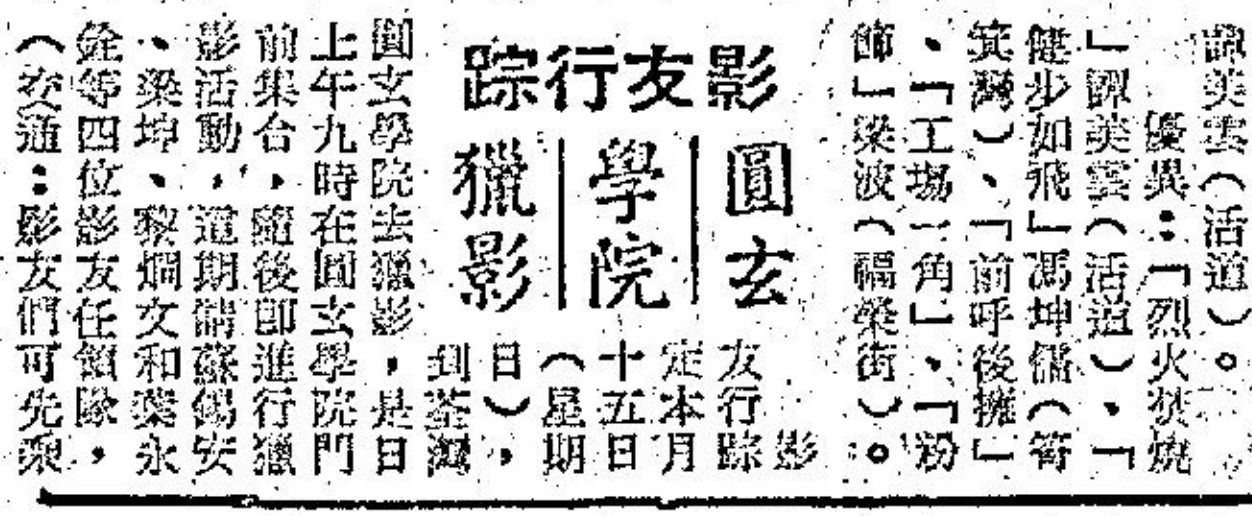 譚美雲（活道）。
優異：「烈火焚燒
」譚美雲（活道）、「
健步如飛」馮坤儒（筲
箕灣）、「前呼後擁」
、「工場一角」、「粉
飾」梁波（福榮街）。
影友行踪
圓玄
學院
獵影
影
友行踪
定本月
十五日
（星期
日），
到荃灣
圓玄學院去獵影，是日
上午九時在圓玄學院門
前集合，隨後即進行獵
影活動，這期請蘇錫安
、梁坤、黎烱文和葉永
銓等四位影友任領隊，
（交通：影友們可先乘